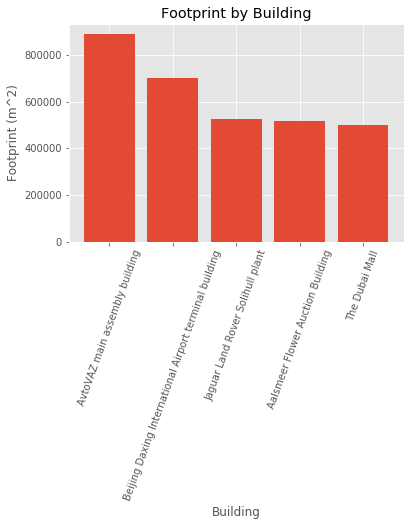 Footprint by Building
Footprint (m^2)
800000
600000
400000
200000
0
AvtoVAZ main assembly building
Beijing Daxing International Airport terminal building
Jaguar Land Rover Solihull plant
Aalsmeer Flower Auction Building
The Dubai Mall
Building